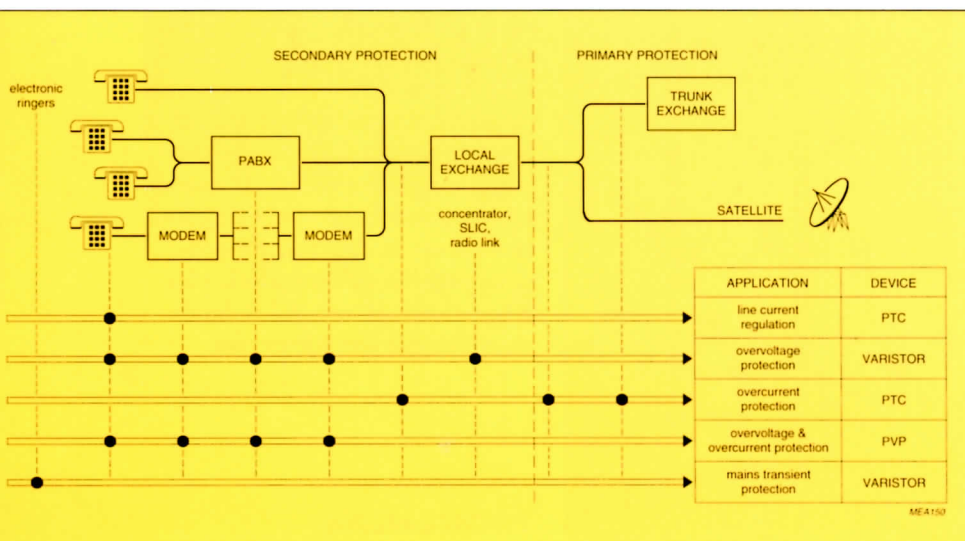 SECONDARY PROTECTION
PRIMARY PROTECTION
electronic
ringers
TRUNK
EXCHANGE
PABX
LOCAL
EXCHANGE
SATELLITE
MODEM
MODEM
concentrator,
SLIC,
radio link
APPLICATION DEVICE
line current
regulation
PTC
overvoltage
protection
VARISTOR
overcurrent
protection
PTC
overvoltage &
overcurrent protection
PVP
mains transient
protection
VARISTOR
MEA150